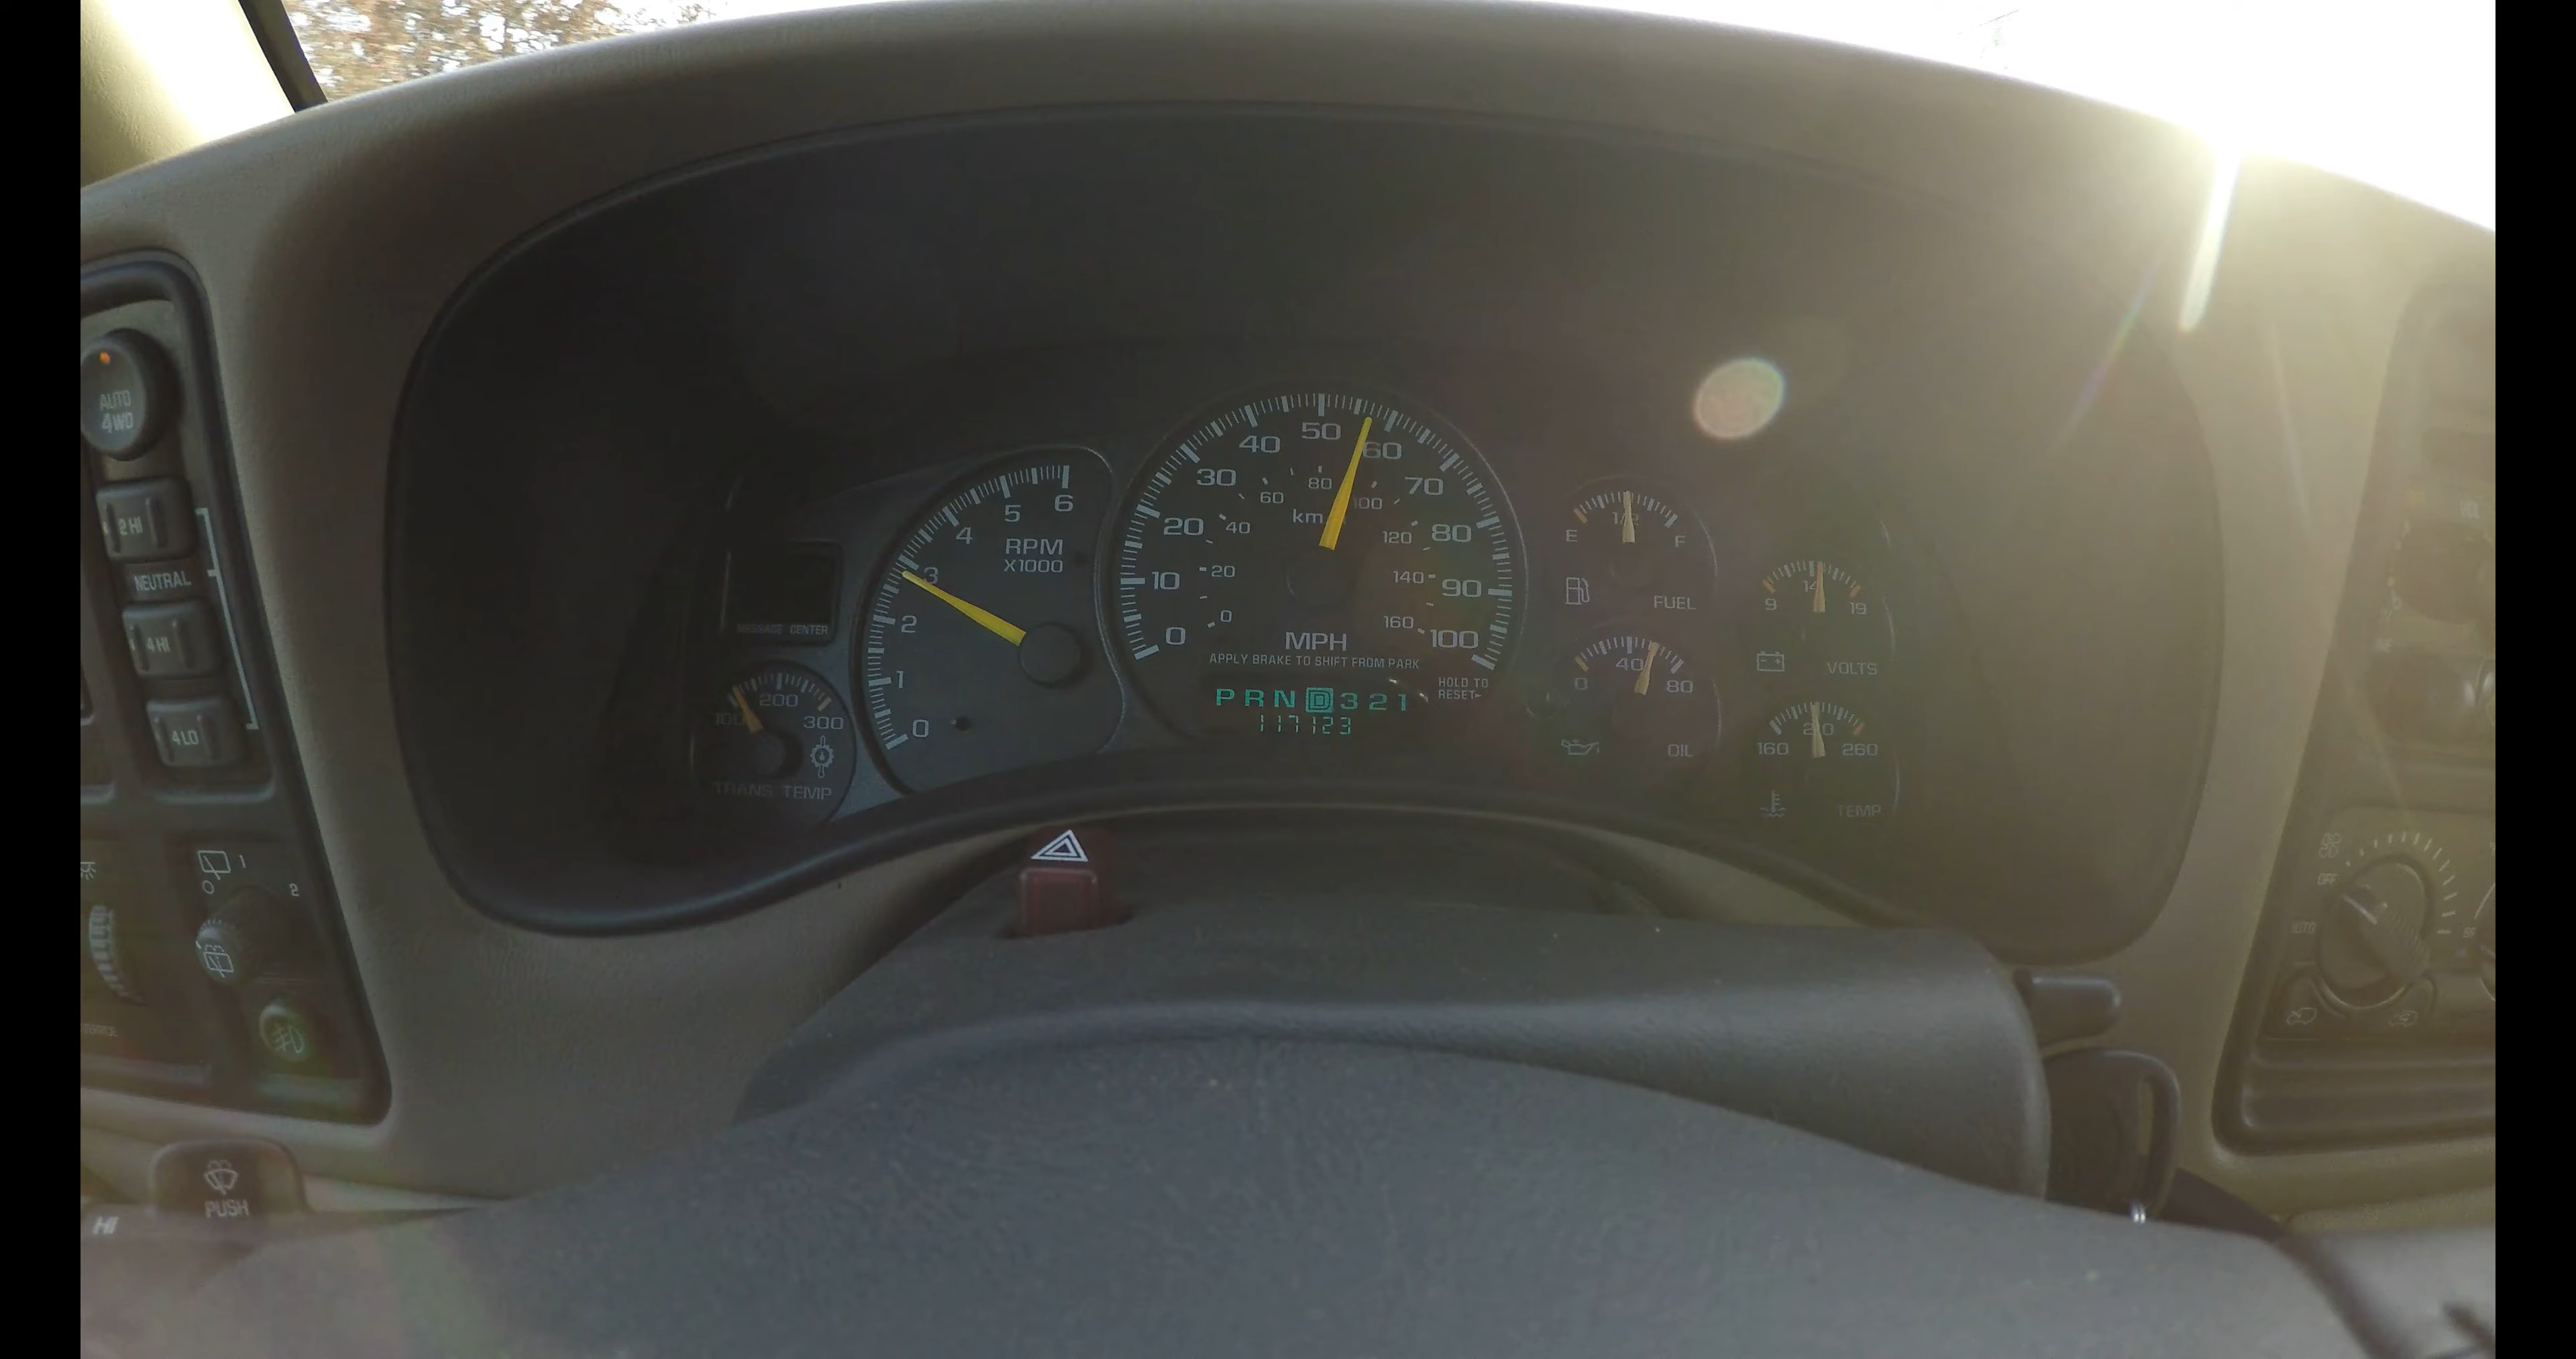 AUTO
4WD
2 HI
NEUTRAL
4 HI
4 LO
1
2
PUSH
HI
MESSAGE CENTER
100 200 300
TRANS TEMP
0 1 2 3 4 5 6
RPM
X1000
0 10 20 30 40 50 60 70 80 90 100
0 20 40 60 80 100 120 140 160
MPH
APPLY BRAKE TO SHIFT FROM PARK
P R N D 3 2 1
117123
HOLD TO
RESET
E 1/2 F
FUEL
0 40 80
OIL
9 14 19
VOLTS
160 210 260
TEMP
OFF
AUTO